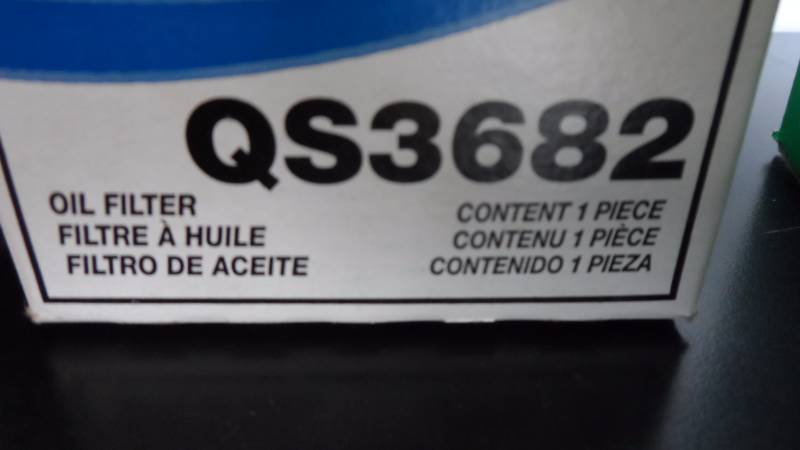 QS3682
OIL FILTER
FILTRE À HUILE
FILTRO DE ACEITE
CONTENT 1 PIECE
CONTENU 1 PIÈCE
CONTENIDO 1 PIEZA